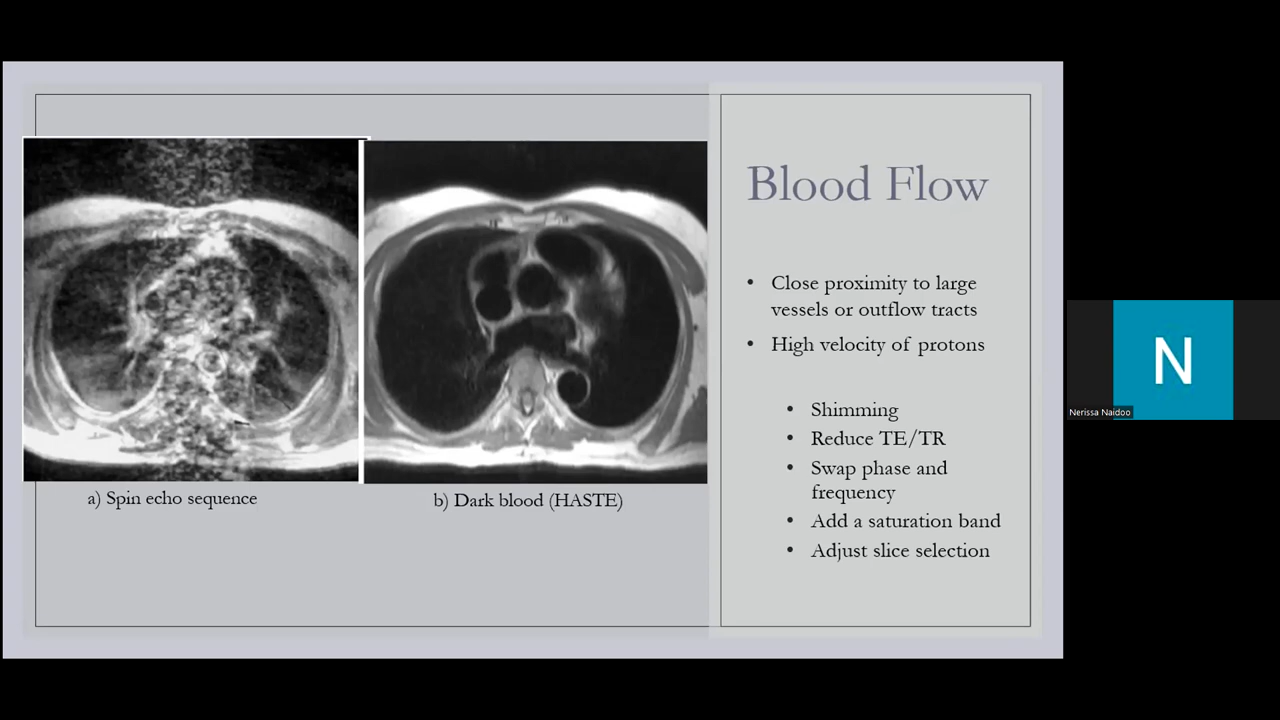 Blood Flow
• Close proximity to large
vessels or outflow tracts
• High velocity of protons
• Shimming
• Reduce TE/TR
• Swap phase and
frequency
• Add a saturation band
• Adjust slice selection
a) Spin echo sequence
b) Dark blood (HASTE)
N
Nerissa Naidoo